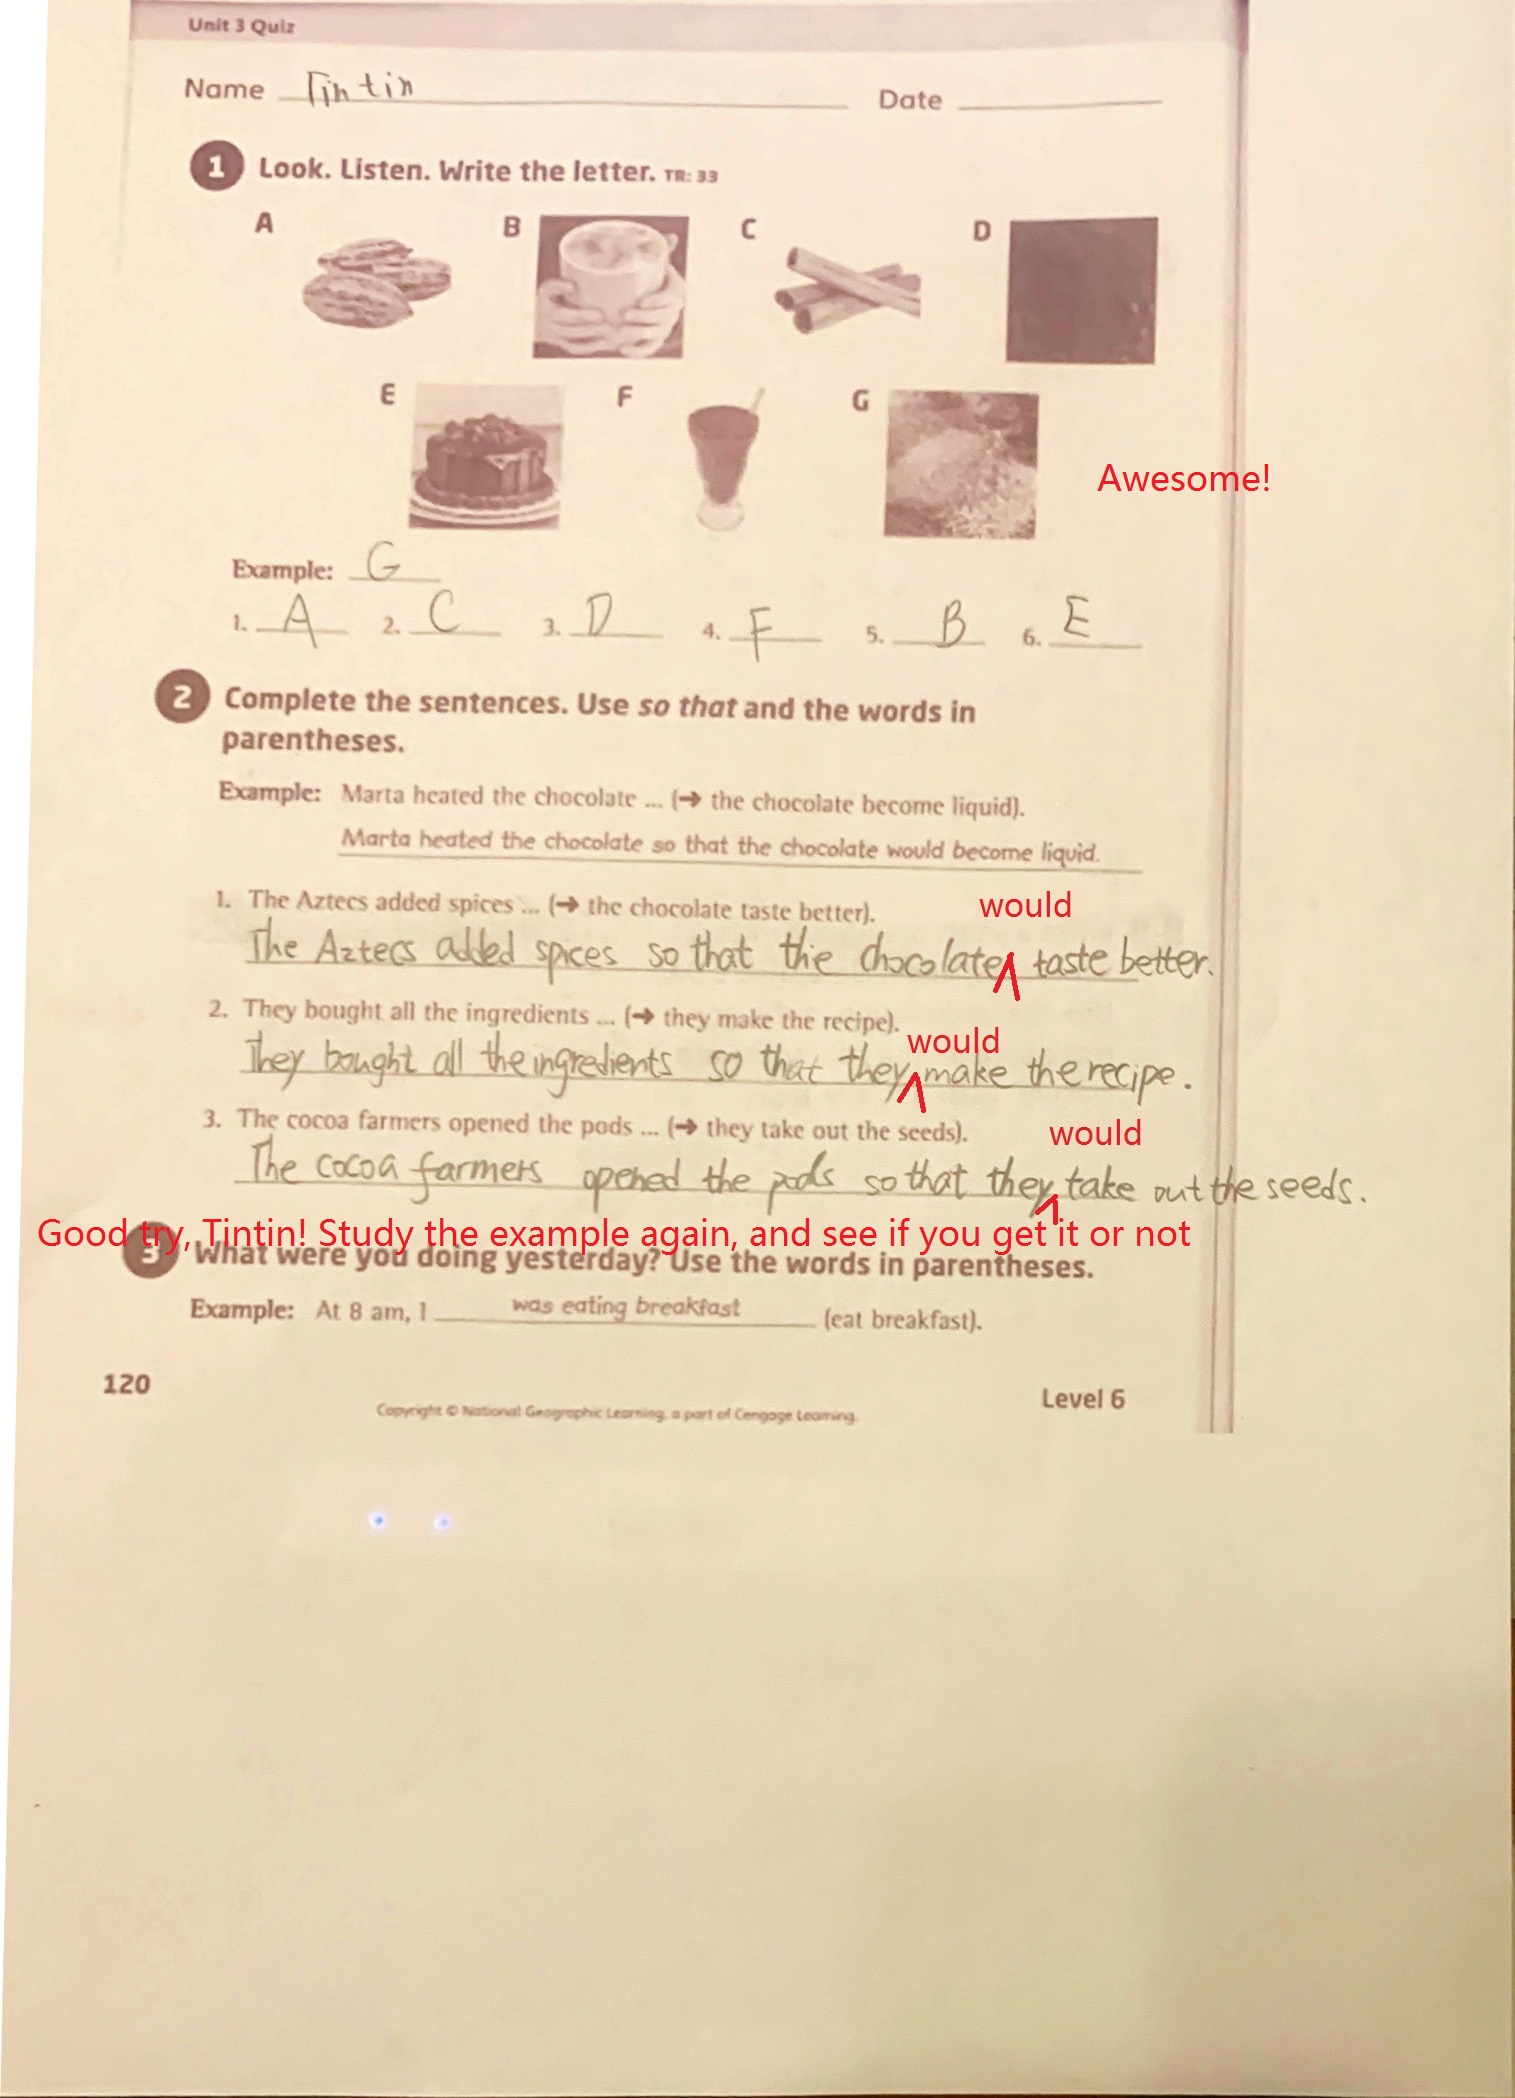 Unit 3 Quiz
Name Tintin Date
1 Look. Listen. Write the letter. TR: 33
A B C D
E F G
Awesome!
Example: G
1. A 2. C 3. D 4. F 5. B 6. E
2 Complete the sentences. Use so that and the words in
parentheses.
Example: Marta heated the chocolate ... (→ the chocolate become liquid).
Marta heated the chocolate so that the chocolate would become liquid.
1. The Aztecs added spices ... (→ the chocolate taste better).
would
The Aztecs added spices so that the chocolate taste better.
2. They bought all the ingredients ... (→ they make the recipe).
would
They bought all the ingredients so that they make the recipe.
3. The cocoa farmers opened the pods ... (→ they take out the seeds).
would
The cocoa farmers opened the pods so that they take out the seeds.
Good try, Tintin! Study the example again, and see if you get it or not
3 What were you doing yesterday? Use the words in parentheses.
Example: At 8 am, I was eating breakfast (eat breakfast).
120
Level 6
Copyright © National Geographic Learning, a part of Cengage Learning.